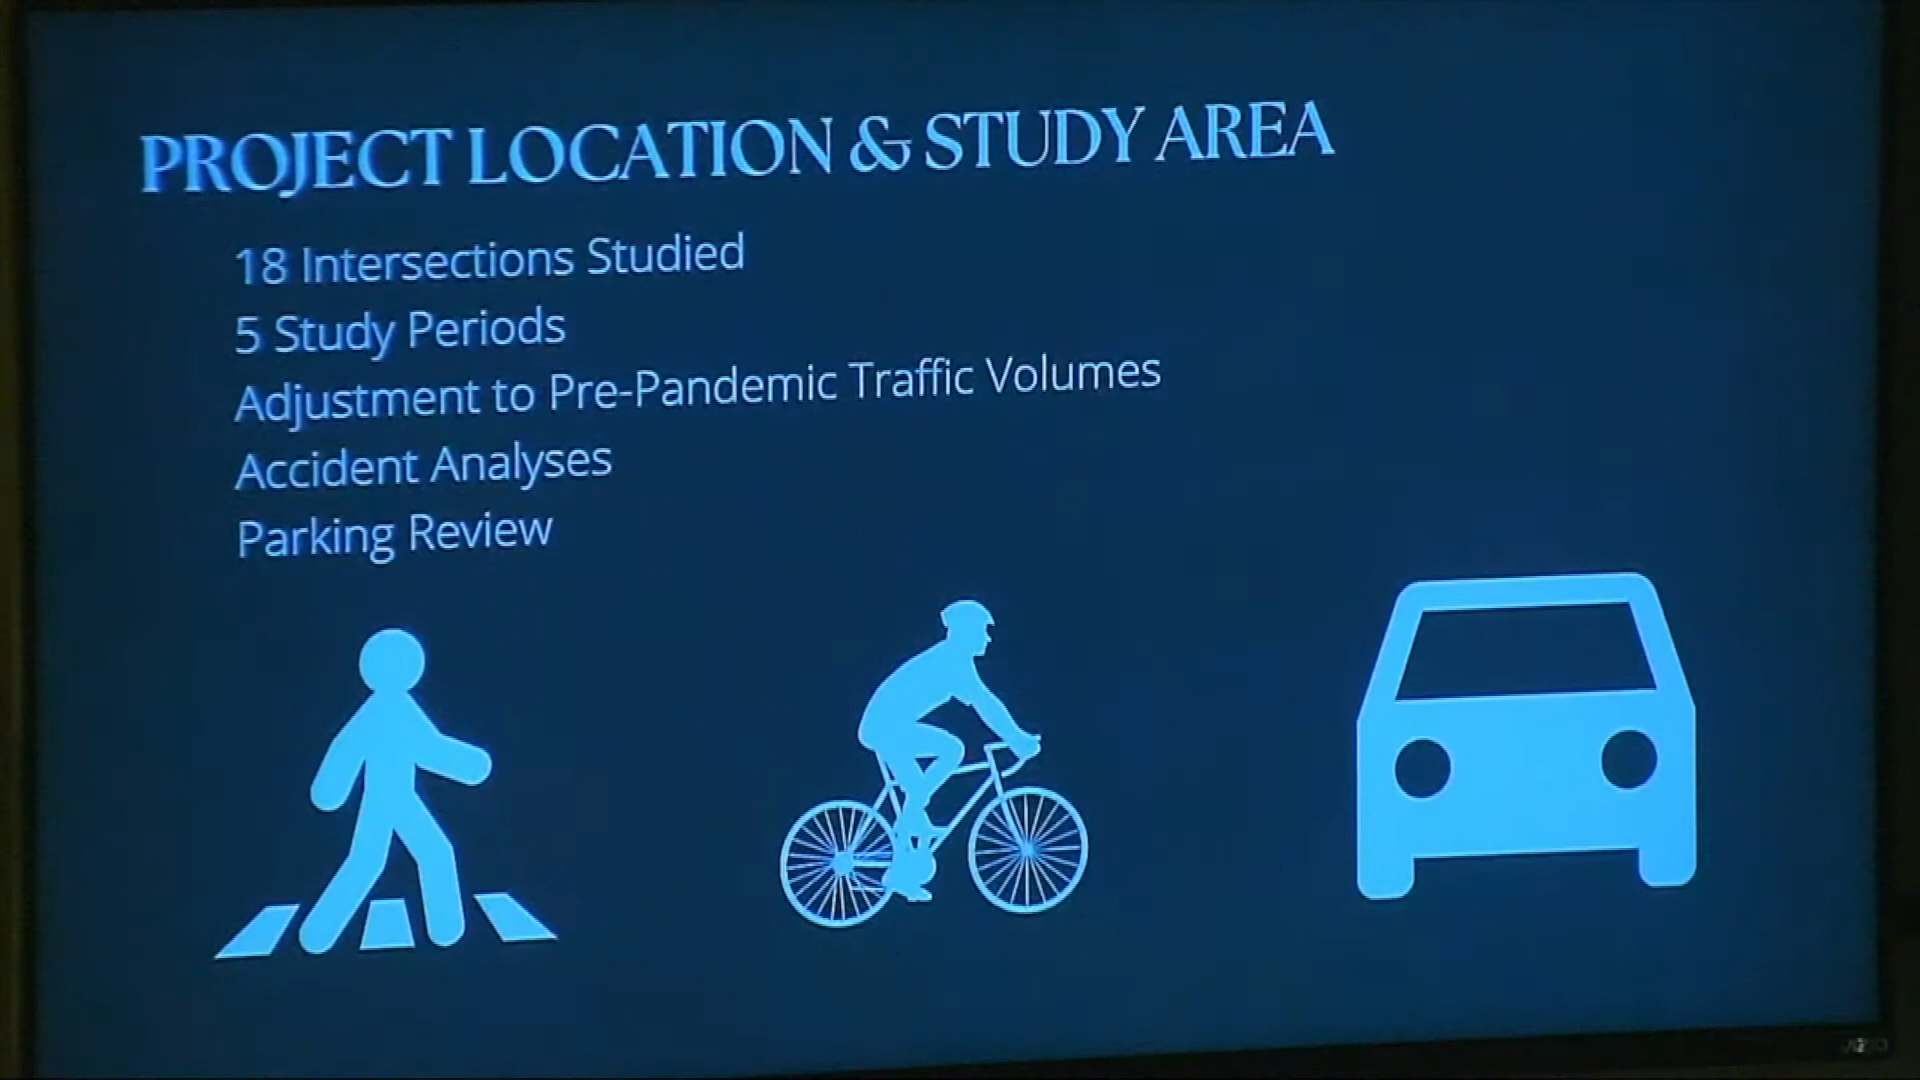 PROJECT LOCATION & STUDY AREA
18 Intersections Studied
5 Study Periods
Adjustment to Pre-Pandemic Traffic Volumes
Accident Analyses
Parking Review